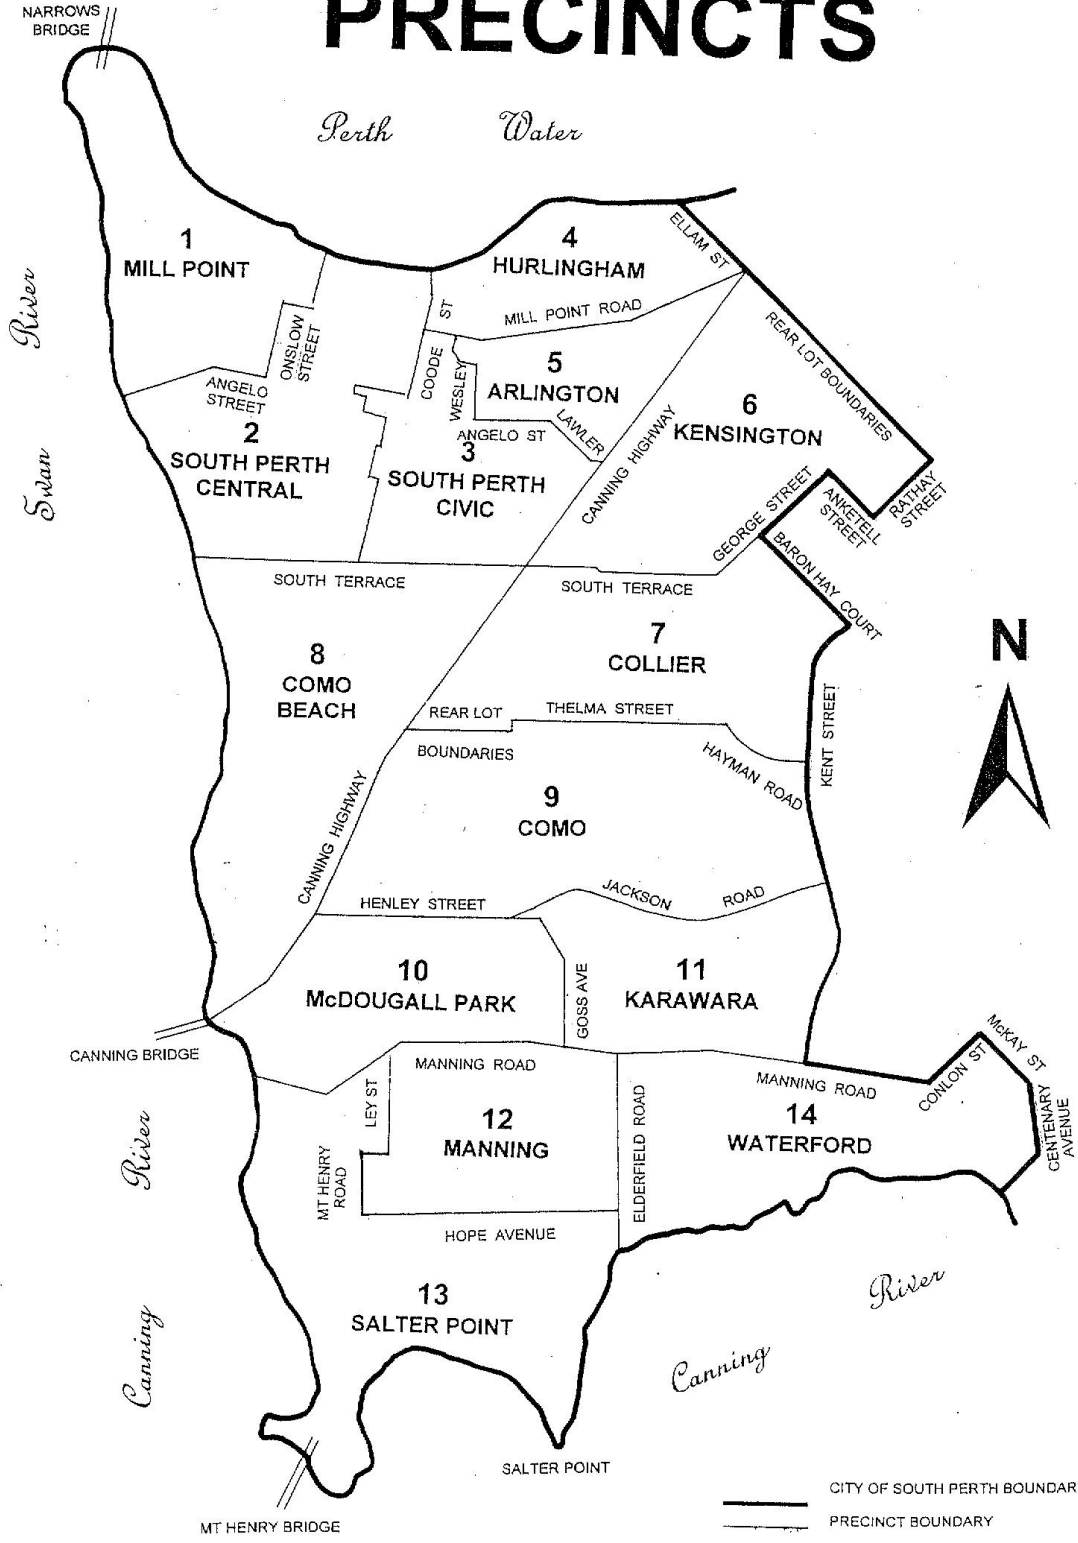 PRECINCTS
NARROWS
BRIDGE
Perth Water
ELLAM ST
1
MILL POINT
4
HURLINGHAM
MILL POINT ROAD
REAR LOT BOUNDARIES
River
Swan
ONSLOW
STREET
ANGELO
STREET
COODE
ST
WESLEY
5
ARLINGTON
ANGELO ST
LAWLER
6
KENSINGTON
CANNING HIGHWAY
2
SOUTH PERTH
CENTRAL
3
SOUTH PERTH
CIVIC
GEORGE STREET
ANKETELL
STREET
RATHAY
STREET
BARON HAY COURT
SOUTH TERRACE
SOUTH TERRACE
N
7
COLLIER
8
COMO
BEACH
REAR LOT
BOUNDARIES
THELMA STREET
HAYMAN ROAD
KENT STREET
9
COMO
CANNING HIGHWAY
HENLEY STREET
JACKSON ROAD
10
McDOUGALL PARK
GOSS AVE
11
KARAWARA
CANNING BRIDGE
MANNING ROAD
MANNING ROAD
CONLON ST
McKAY ST
CENTENARY
AVENUE
LEY ST
12
MANNING
ELDERFIELD ROAD
14
WATERFORD
MT HENRY
ROAD
HOPE AVENUE
River
Canning
13
SALTER POINT
River
Canning
SALTER POINT
MT HENRY BRIDGE
CITY OF SOUTH PERTH BOUNDAR
PRECINCT BOUNDARY